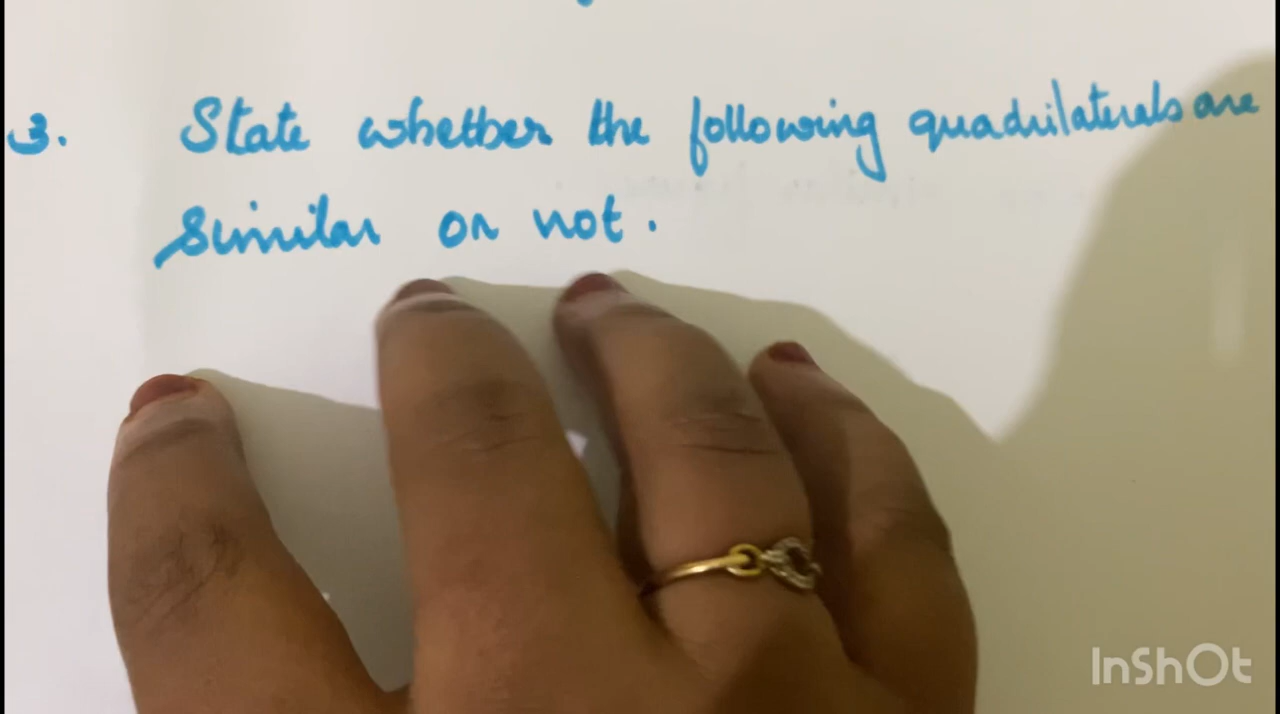 3. State whether the following quadrilaterals are
similar or not.
InShOt